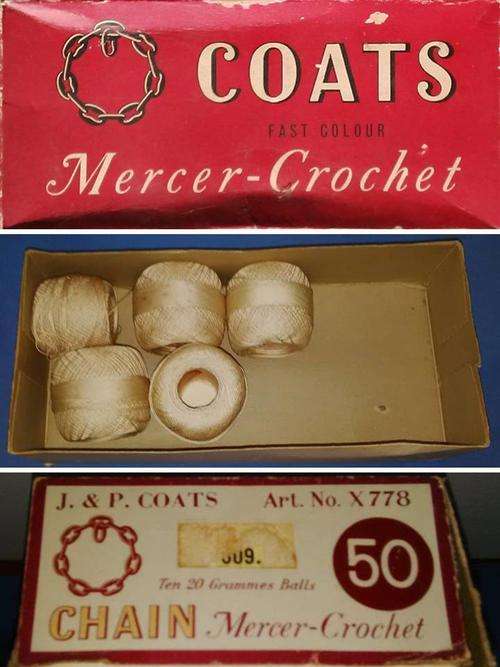 COATS
FAST COLOUR
Mercer-Crochet
J. & P. COATS Art. No. X778
50
Ten 20 Grammes Balls
CHAIN Mercer-Crochet